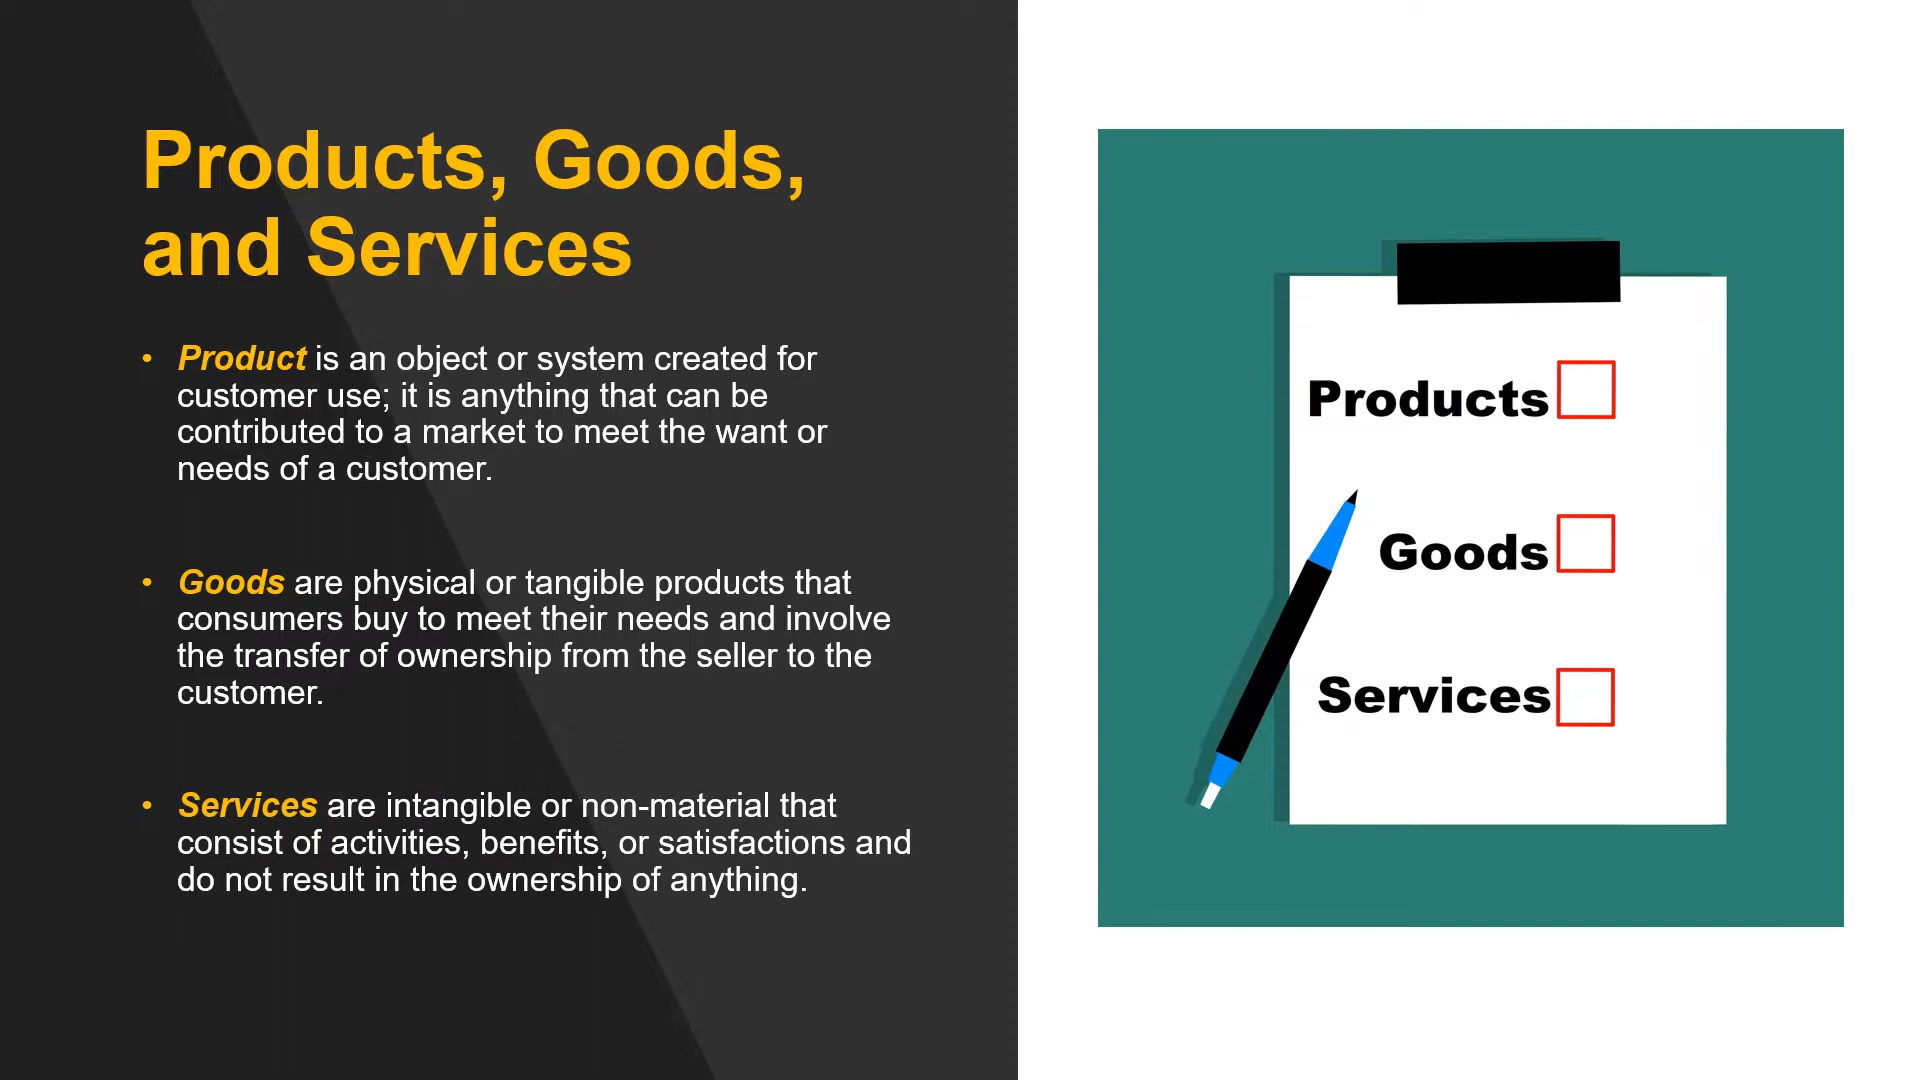 Products, Goods,
and Services
• Product is an object or system created for
customer use; it is anything that can be
contributed to a market to meet the want or
needs of a customer.
• Goods are physical or tangible products that
consumers buy to meet their needs and involve
the transfer of ownership from the seller to the
customer.
• Services are intangible or non-material that
consist of activities, benefits, or satisfactions and
do not result in the ownership of anything.
Products
Goods
Services